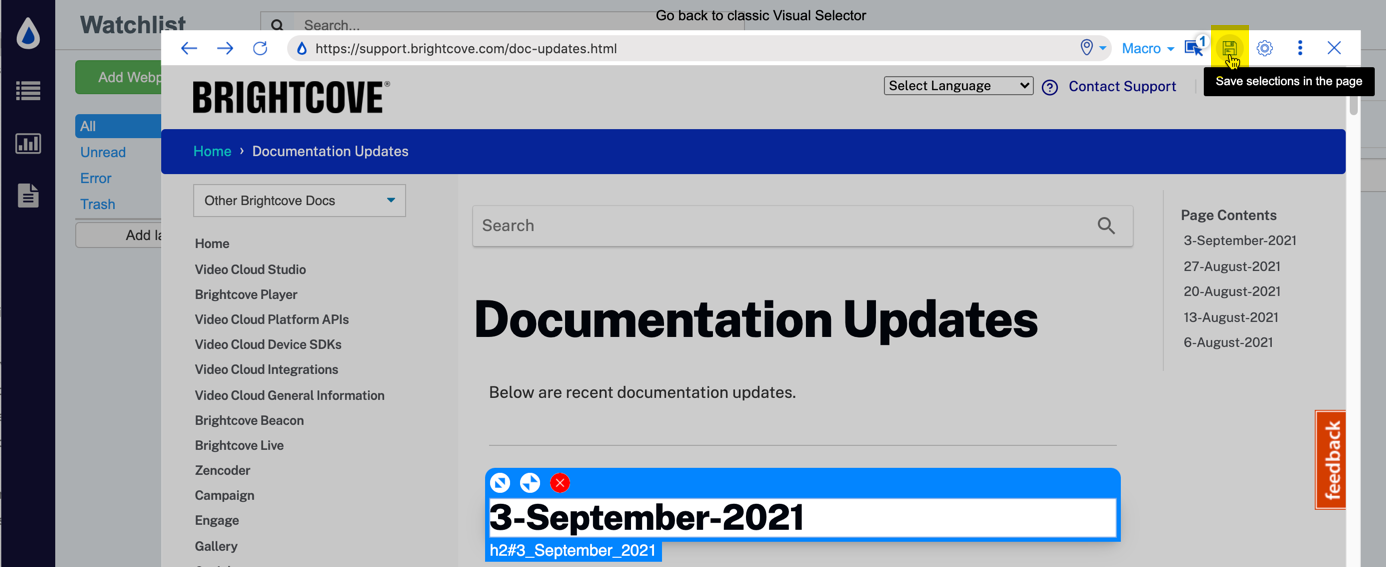 Watchlist
Search...
Go back to classic Visual Selector
https://support.brightcove.com/doc-updates.html
Macro
1
Save selections in the page
Add Webp
All
Unread
Error
Trash
Add la
BRIGHTCOVE®
Select Language
? Contact Support
Home › Documentation Updates
Other Brightcove Docs
Home
Video Cloud Studio
Brightcove Player
Video Cloud Platform APIs
Video Cloud Device SDKs
Video Cloud Integrations
Video Cloud General Information
Brightcove Beacon
Brightcove Live
Zencoder
Campaign
Engage
Gallery
Search
Documentation Updates
Below are recent documentation updates.
3-September-2021
h2#3_September_2021
Page Contents
3-September-2021
27-August-2021
20-August-2021
13-August-2021
6-August-2021
feedback